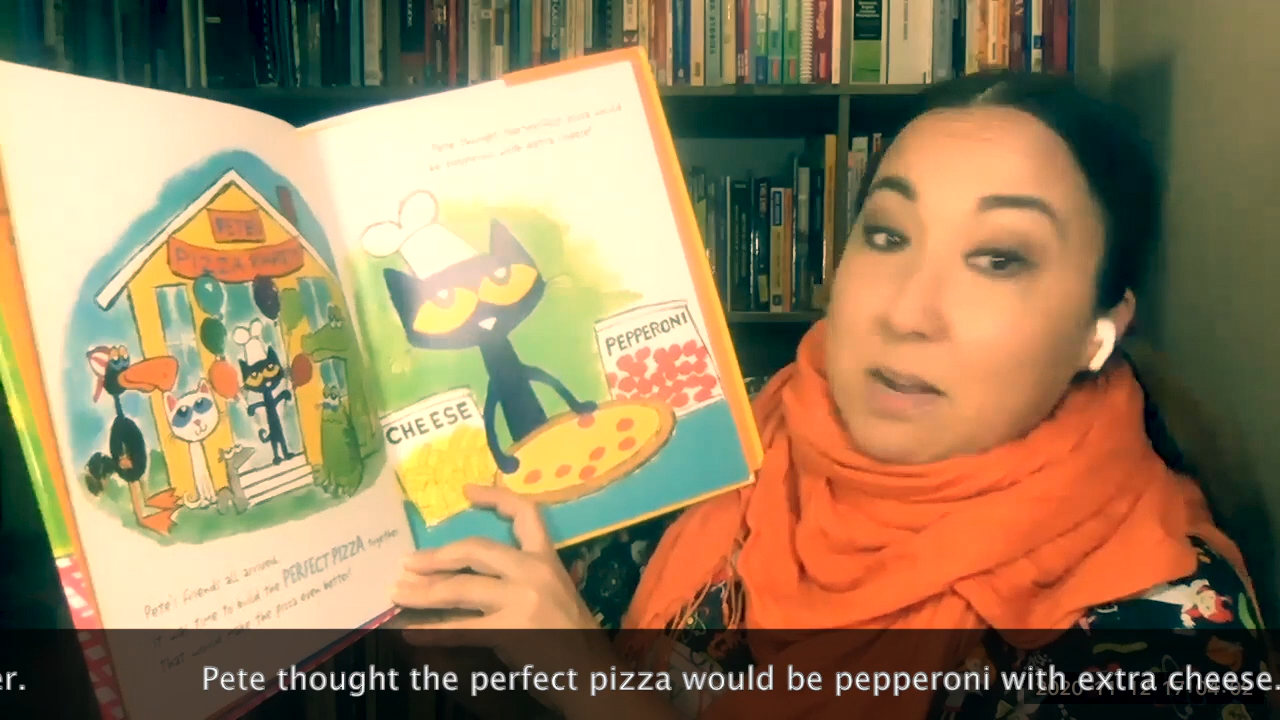 PETE'S
PIZZA PARTY
Pete's friends all arrived.
It was time to build the PERFECT PIZZA together.
That would make the pizza even better!
Pete thought the perfect pizza would
be pepperoni with extra cheese!
PEPPERONI
CHEESE
er. Pete thought the perfect pizza would be pepperoni with extra cheese.